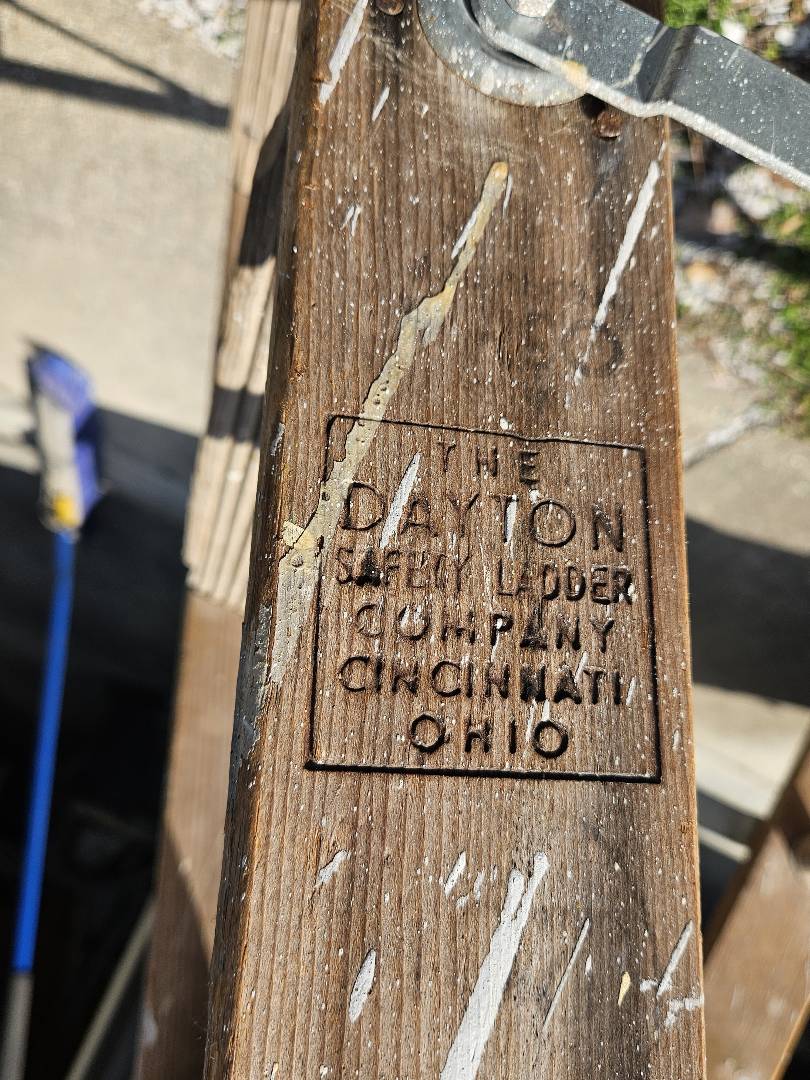 THE
DAYTON
SAFETY LADDER
COMPANY
CINCINNATI
OHIO